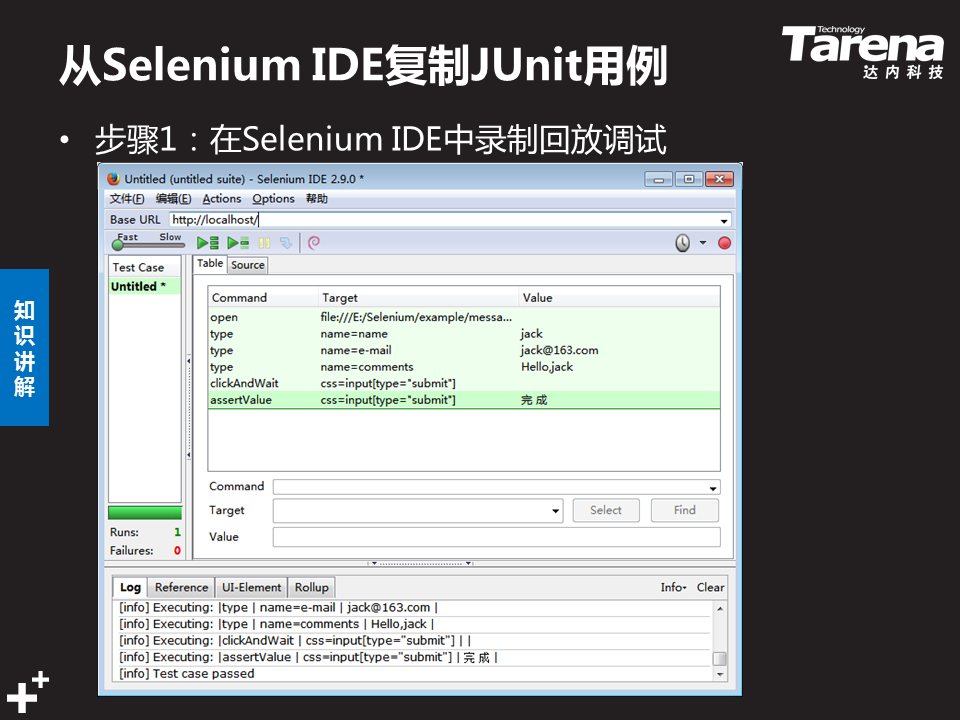 从Selenium IDE复制JUnit用例
Technology
Tarena
达内科技
• 步骤1：在Selenium IDE中录制回放调试
知识讲解
Untitled (untitled suite) - Selenium IDE 2.9.0 *
文件(F) 编辑(E) Actions Options 帮助
Base URL http://localhost/
Fast Slow
Test Case
Untitled *
Table Source
Command Target Value
open file:///E:/Selenium/example/messa...
type name=name jack
type name=e-mail jack@163.com
type name=comments Hello,jack
clickAndWait css=input[type="submit"]
assertValue css=input[type="submit"] 完 成
Command
Target Select Find
Value
Runs: 1
Failures: 0
Log Reference UI-Element Rollup Info Clear
[info] Executing: |type | name=e-mail | jack@163.com |
[info] Executing: |type | name=comments | Hello,jack |
[info] Executing: |clickAndWait | css=input[type="submit"] | |
[info] Executing: |assertValue | css=input[type="submit"] | 完 成 |
[info] Test case passed